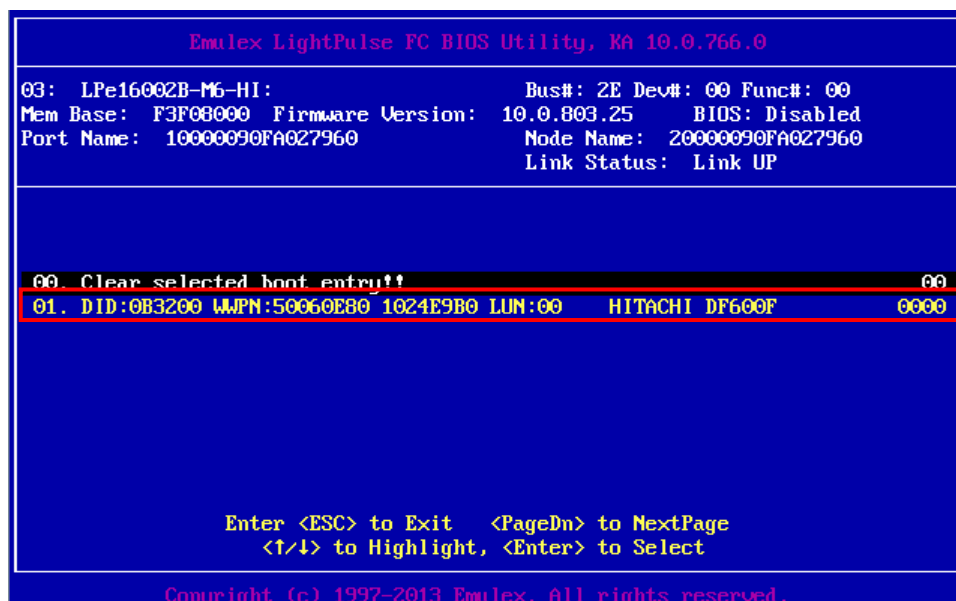 Emulex LightPulse FC BIOS Utility, KA 10.0.766.0
03: LPe16002B-M6-HI: Bus#: 2E Dev#: 00 Func#: 00
Mem Base: F3F08000 Firmware Version: 10.0.803.25 BIOS: Disabled
Port Name: 10000090FA027960 Node Name: 20000090FA027960
Link Status: Link UP
00. Clear selected boot entry!! 00
01. DID:0B3200 WWPN:50060E80 1024E9B0 LUN:00 HITACHI DF600F 0000
Enter <ESC> to Exit <PageDn> to NextPage
<↑/↓> to Highlight, <Enter> to Select
Copyright (c) 1997-2013 Emulex. All rights reserved.